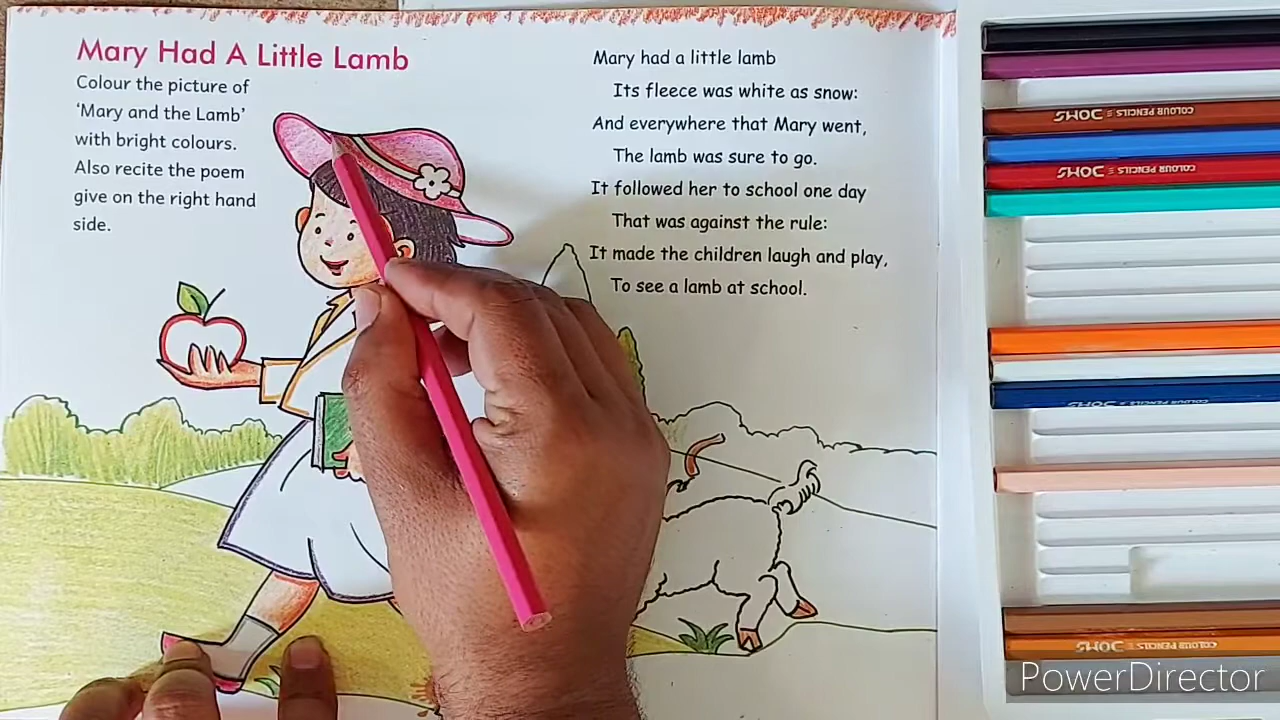 Mary Had A Little Lamb
Colour the picture of
‘Mary and the Lamb’
with bright colours.
Also recite the poem
give on the right hand
side.
Mary had a little lamb
Its fleece was white as snow:
And everywhere that Mary went,
The lamb was sure to go.
It followed her to school one day
That was against the rule:
It made the children laugh and play,
To see a lamb at school.
COLOUR PENCILS DOMS
COLOUR PENCILS DOMS
COLOUR PENCILS DOMS
COLOUR PENCILS DOMS
PowerDirector